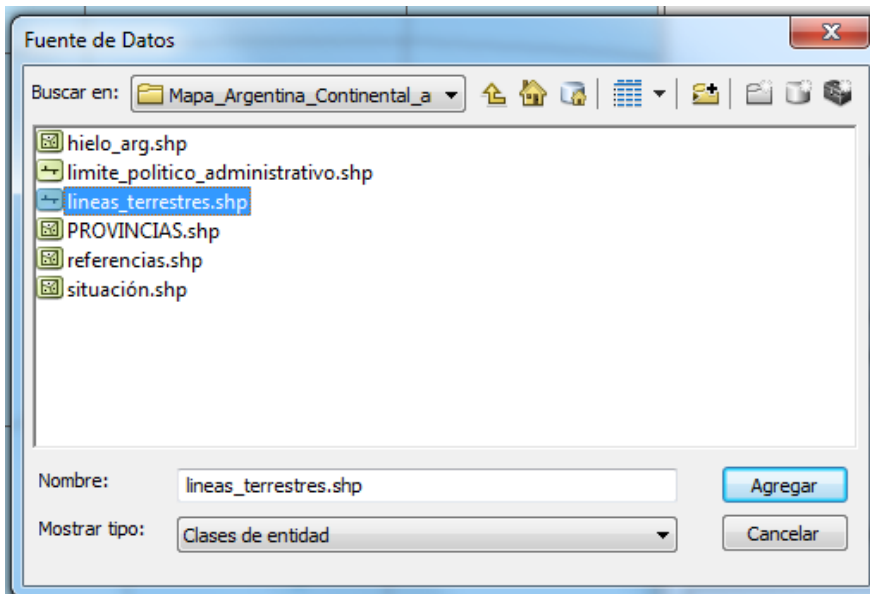 Fuente de Datos
Buscar en: Mapa_Argentina_Continental_a
hielo_arg.shp
limite_politico_administrativo.shp
lineas_terrestres.shp
PROVINCIAS.shp
referencias.shp
situación.shp
Nombre: lineas_terrestres.shp Agregar
Mostrar tipo: Clases de entidad Cancelar